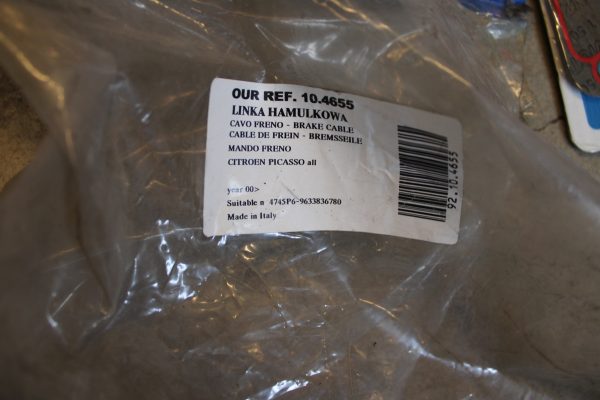 OUR REF. 10.4655
LINKA HAMULKOWA
CAVO FRENO - BRAKE CABLE
CABLE DE FREIN - BREMSSEILE
MANDO FRENO
CITROEN PICASSO all
year 00>
Suitable n 4745P6-9633836780
Made in Italy
92.10.4655